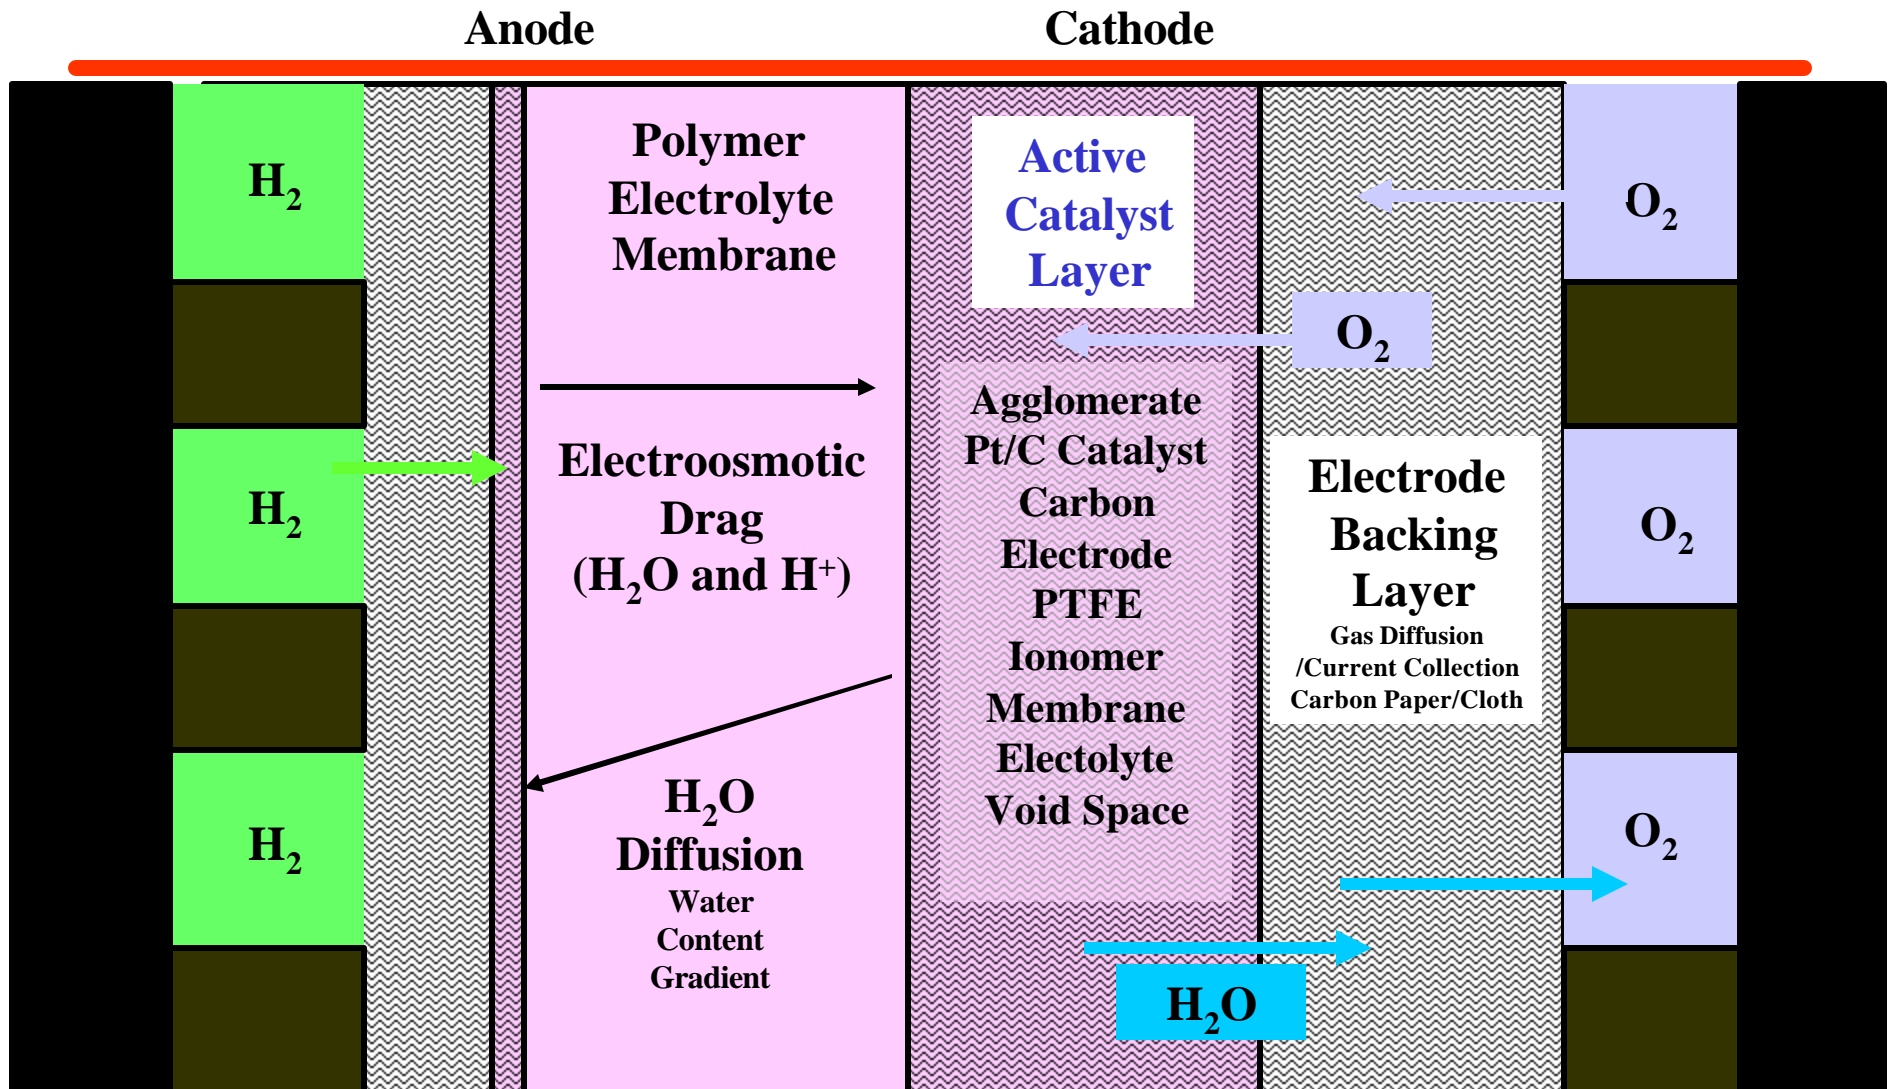 Anode
Cathode
H₂
H₂
H₂
Polymer
Electrolyte
Membrane
Electroosmotic
Drag
(H₂O and H⁺)
H₂O
Diffusion
Water
Content
Gradient
Active
Catalyst
Layer
Agglomerate
Pt/C Catalyst
Carbon
Electrode
PTFE
Ionomer
Membrane
Electolyte
Void Space
H₂O
O₂
Electrode
Backing
Layer
Gas Diffusion
/Current Collection
Carbon Paper/Cloth
O₂
O₂
O₂